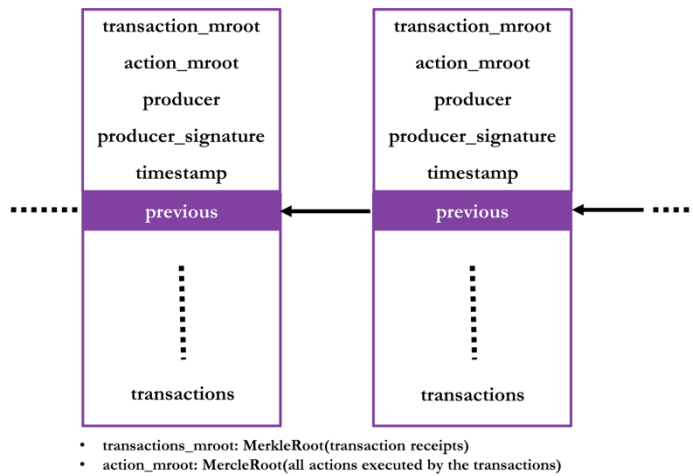 transaction_mroot
action_mroot
producer
producer_signature
timestamp
previous
transactions
transaction_mroot
action_mroot
producer
producer_signature
timestamp
previous
transactions
• transactions_mroot: MerkleRoot(transaction receipts)
• action_mroot: MercleRoot(all actions executed by the transactions)